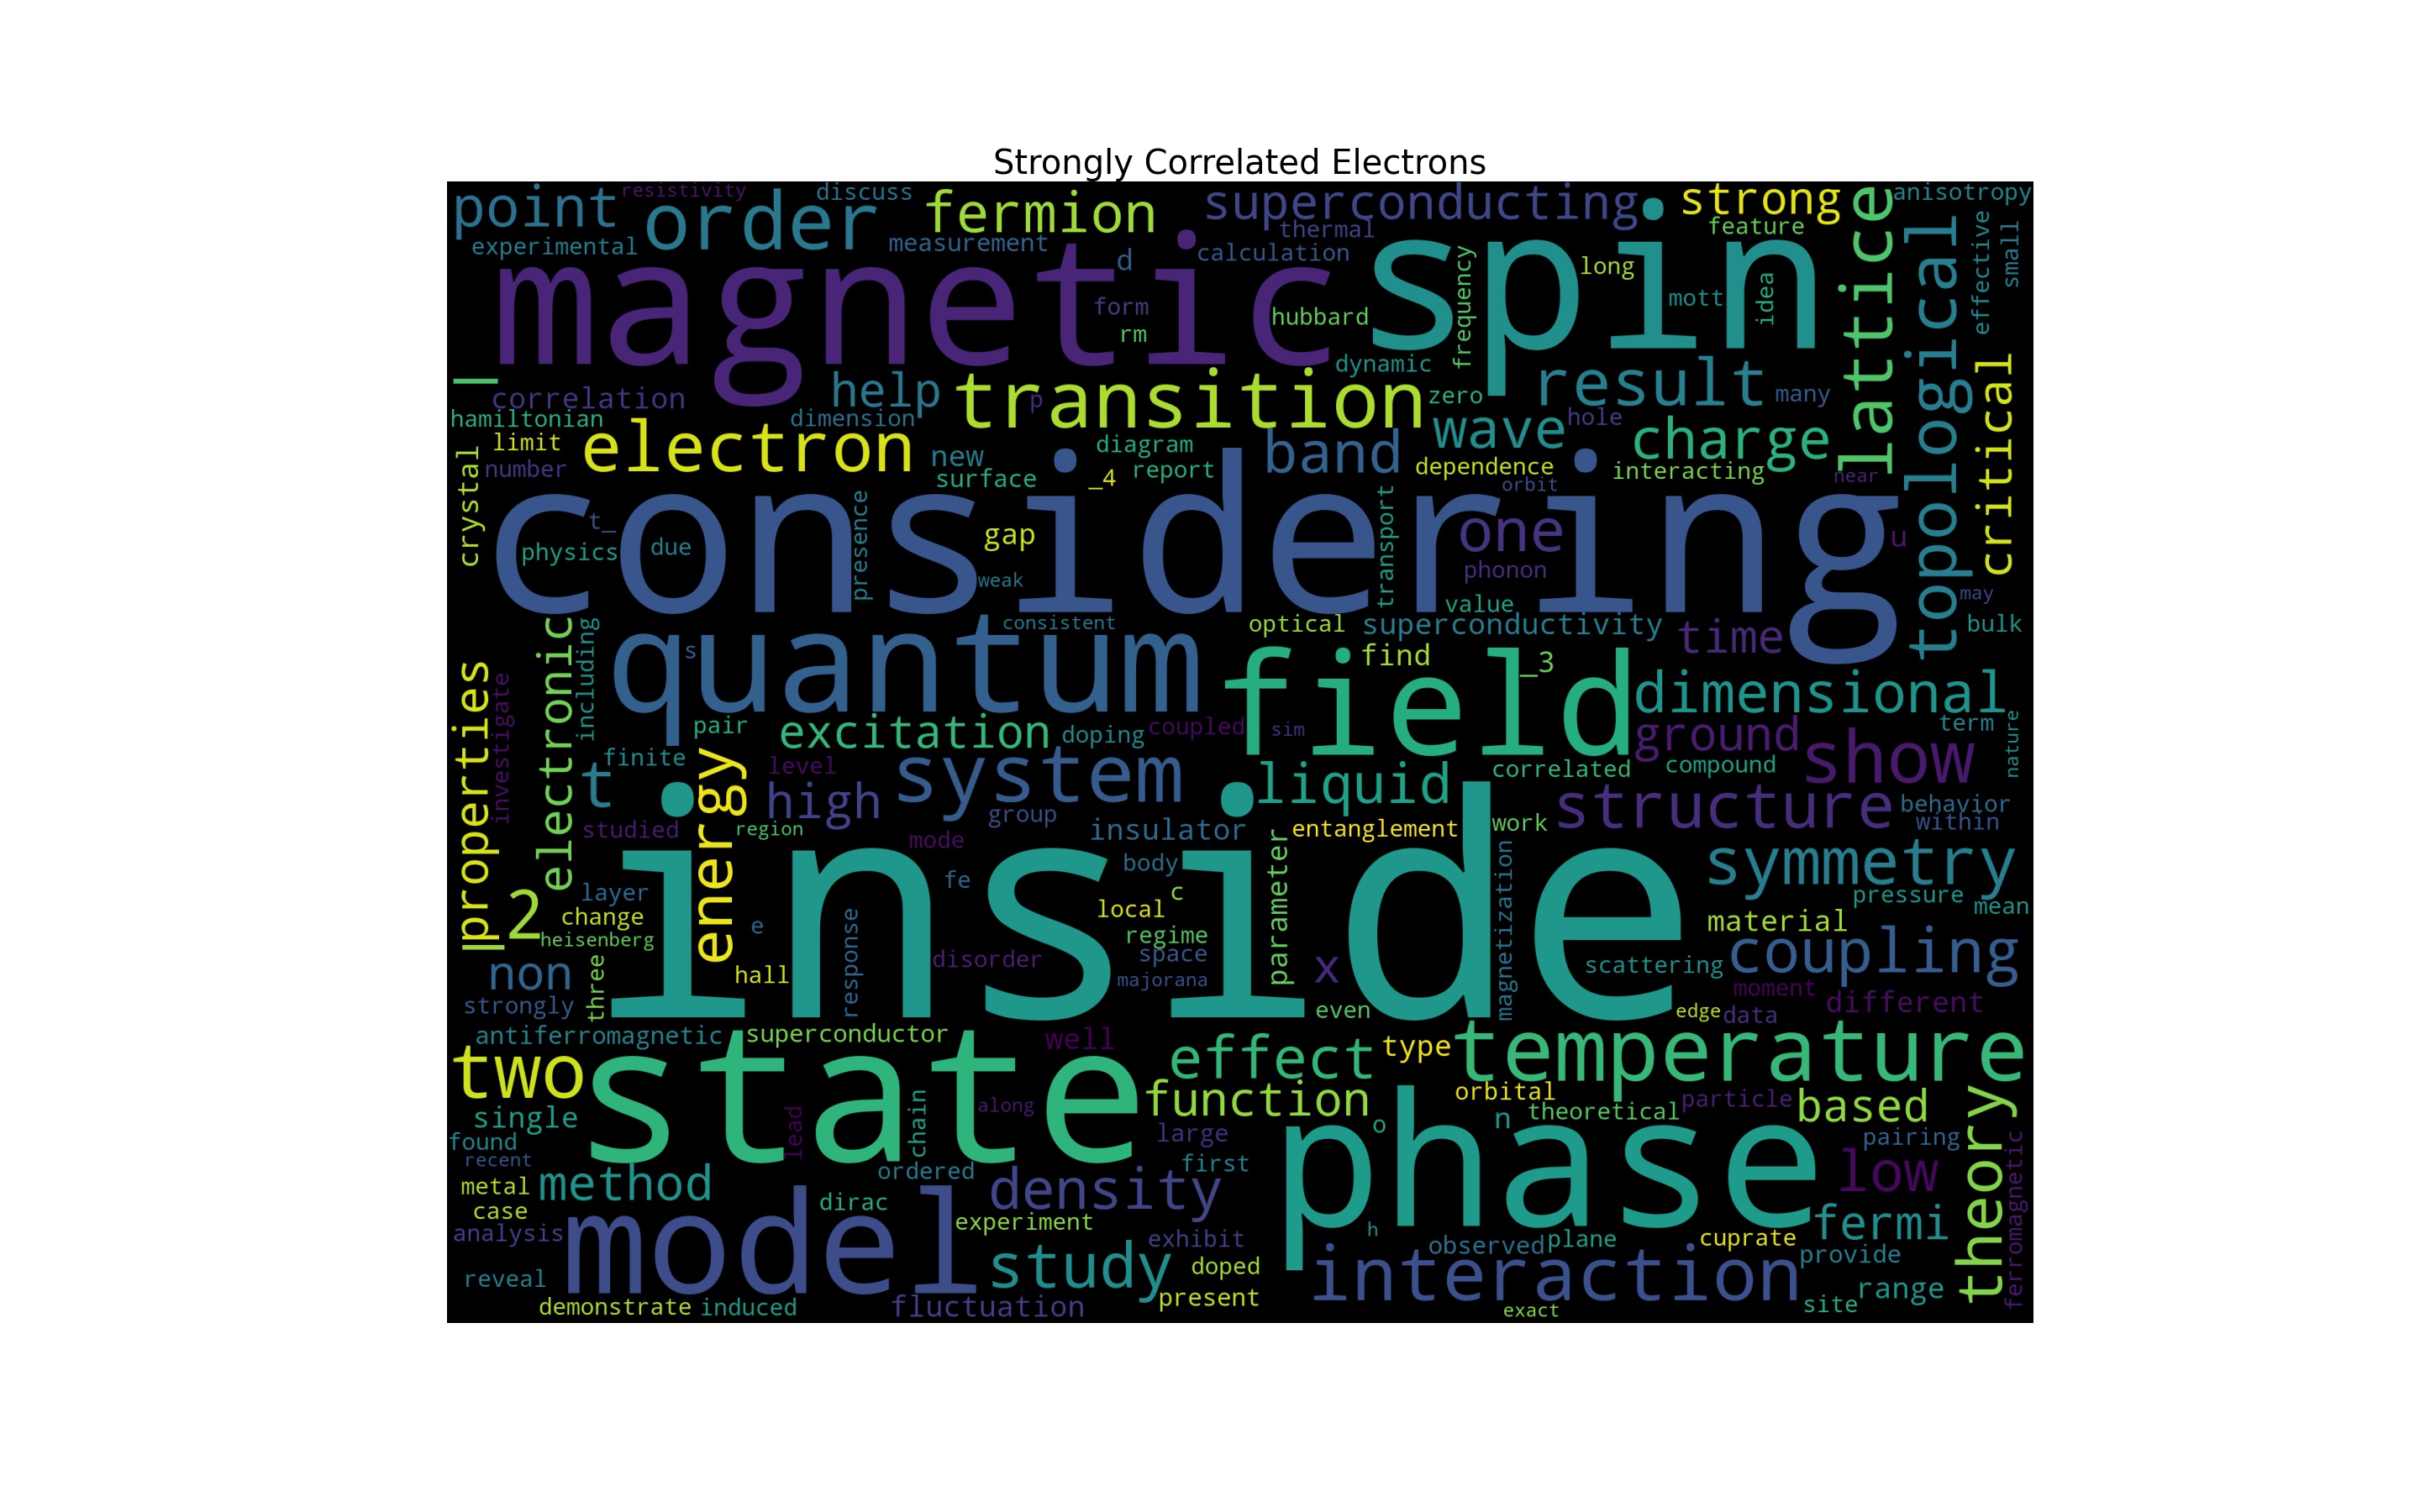 Strongly Correlated Electrons
point
resistivity
discuss
fermion
superconducting
strong
lattice
anisotropy
experimental
order
measurement
thermal
calculation
feature
topological
effective
small
magnetic
d
spin
frequency
long
mott
idea
form
rm
hubbard
dynamic
_
correlation
help
transition
p
zero
result
many
critical
hamiltonian
dimension
wave
hole
charge
limit
electron
new
diagram
band
dependence
interacting
near
crystal
number
surface
_4
report
orbit
considering
t_
physics
due
presence
gap
weak
transport
one
phonon
u
value
may
consistent
optical
superconductivity
time
bulk
electronic
including
quantum
s
find
_3
field
properties
investigate
dimensional
pair
excitation
doping
coupled
sim
ground
show
term
nature
finite
t
energy
level
high
system
liquid
correlated
compound
structure
behavior
within
group
studied
region
mode
insulator
entanglement
work
inside
symmetry
body
parameter
magnetization
layer
fe
c
local
pressure
mean
_2
change
heisenberg
e
response
regime
material
coupling
non
three
hall
disorder
space
majorana
x
scattering
moment
different
strongly
even
edge
data
antiferromagnetic
superconductor
well
effect
type
temperature
two
state
function
orbital
single
lead
chain
along
n
theoretical
particle
based
theory
found
large
phase
o
pairing
ferromagnetic
recent
ordered
first
low
metal
method
density
case
model
dirac
experiment
fermi
analysis
exhibit
h
observed
plane
cuprate
provide
reveal
study
doped
interaction
range
demonstrate
induced
fluctuation
present
exact
site